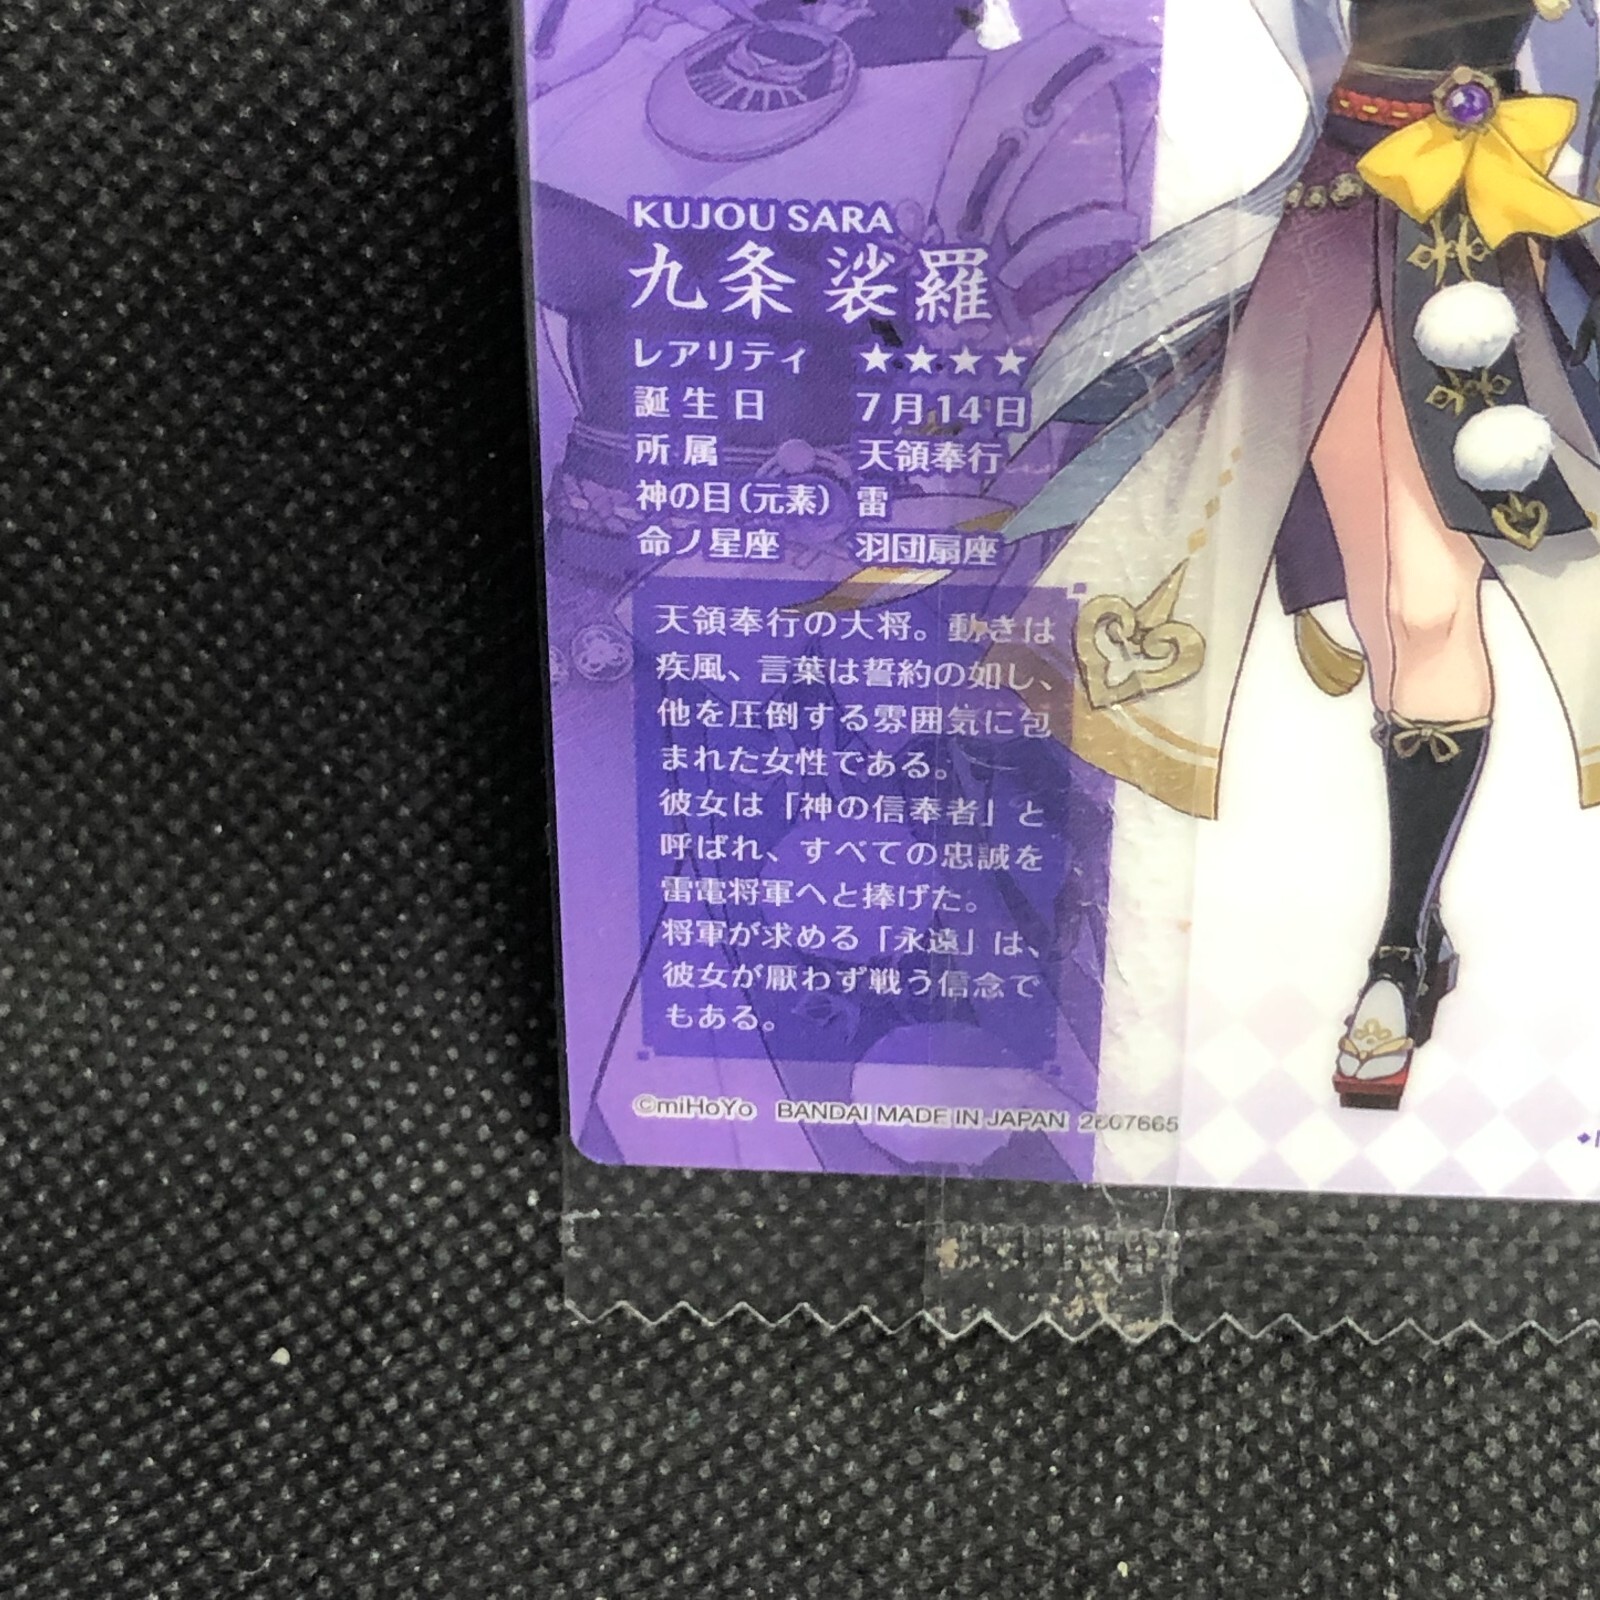 KUJOU SARA
九条 裟羅
レアリティ ★★★★
誕生日 7月14日
所属 天領奉行
神の目(元素) 雷
命ノ星座 羽団扇座
天領奉行の大将。動きは
疾風、言葉は誓約の如し、
他を圧倒する雰囲気に包
まれた女性である。
彼女は「神の信奉者」と
呼ばれ、すべての忠誠を
雷電将軍へと捧げた。
将軍が求める「永遠」は、
彼女が厭わず戦う信念で
もある。
©miHoYo BANDAI MADE IN JAPAN 2607665